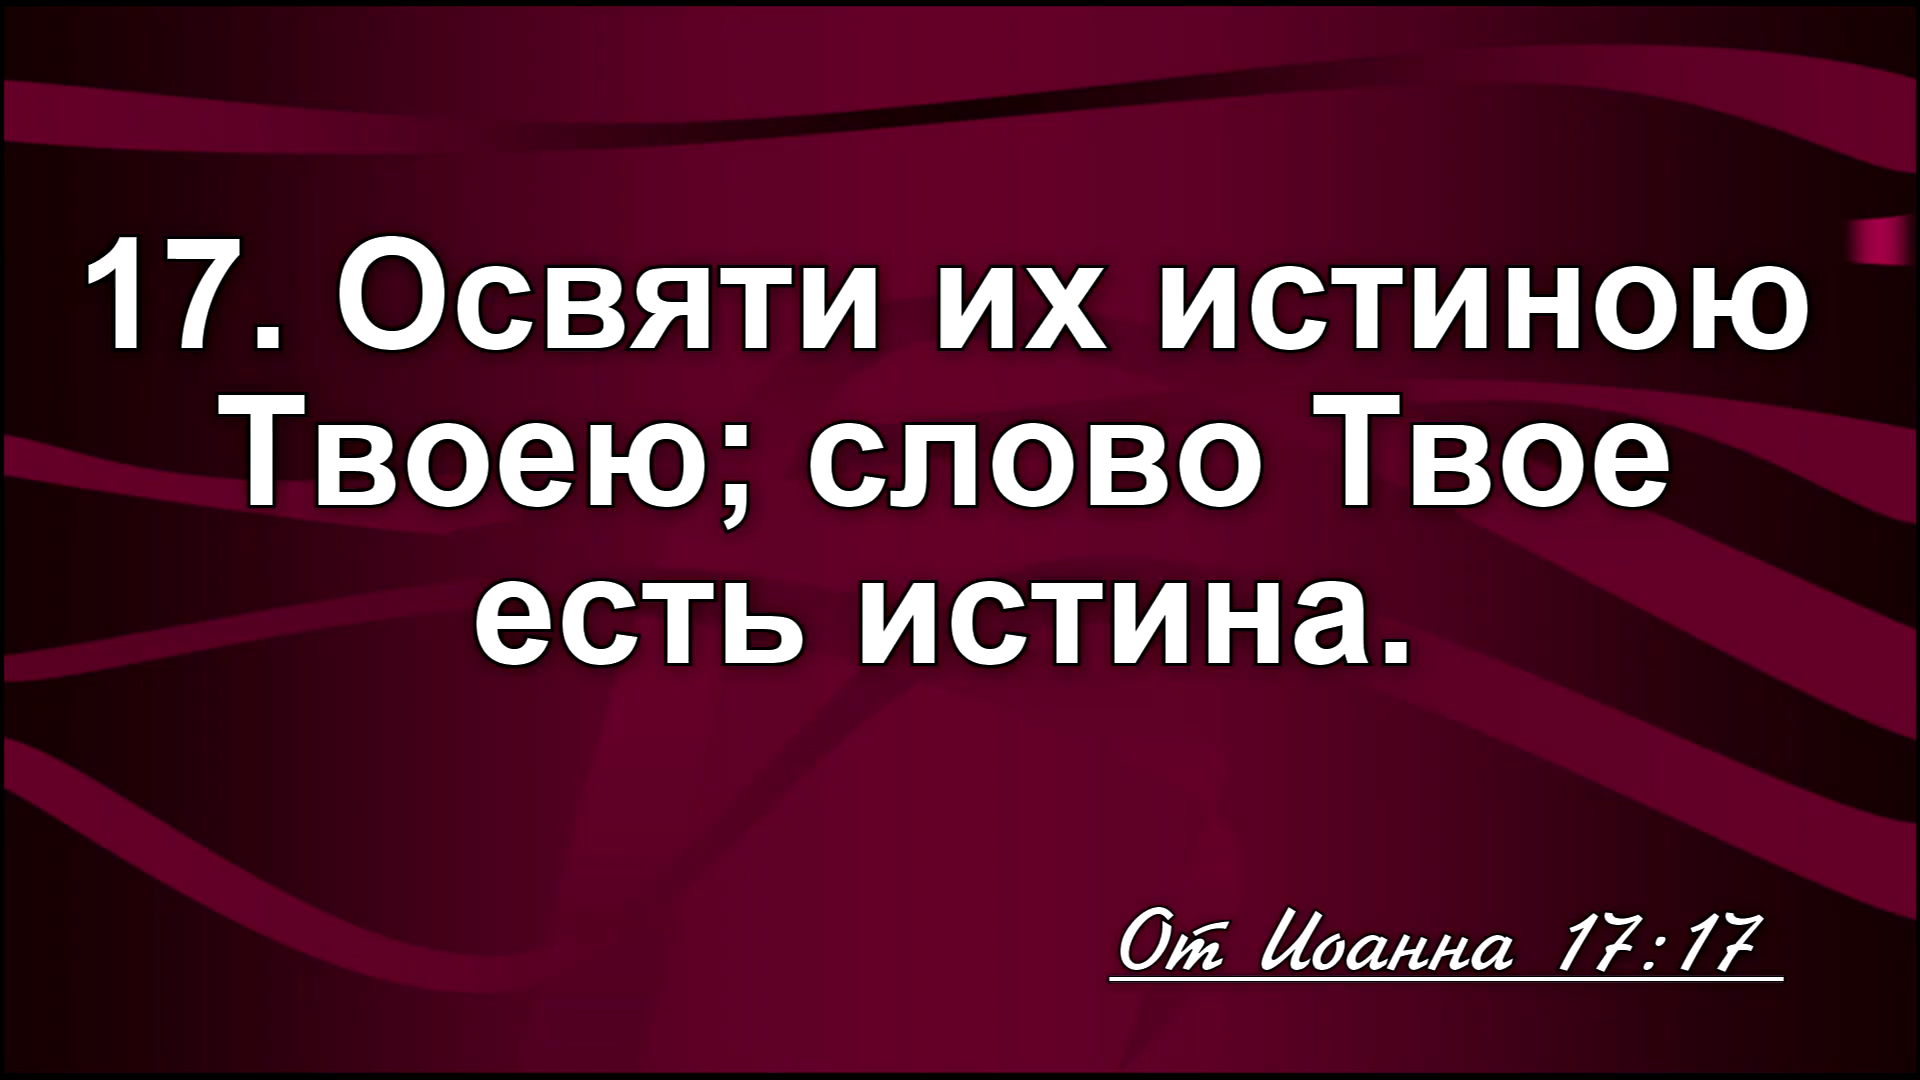 17. Освяти их истиною
Твоею; слово Твое
есть истина.
От Иоанна 17:17